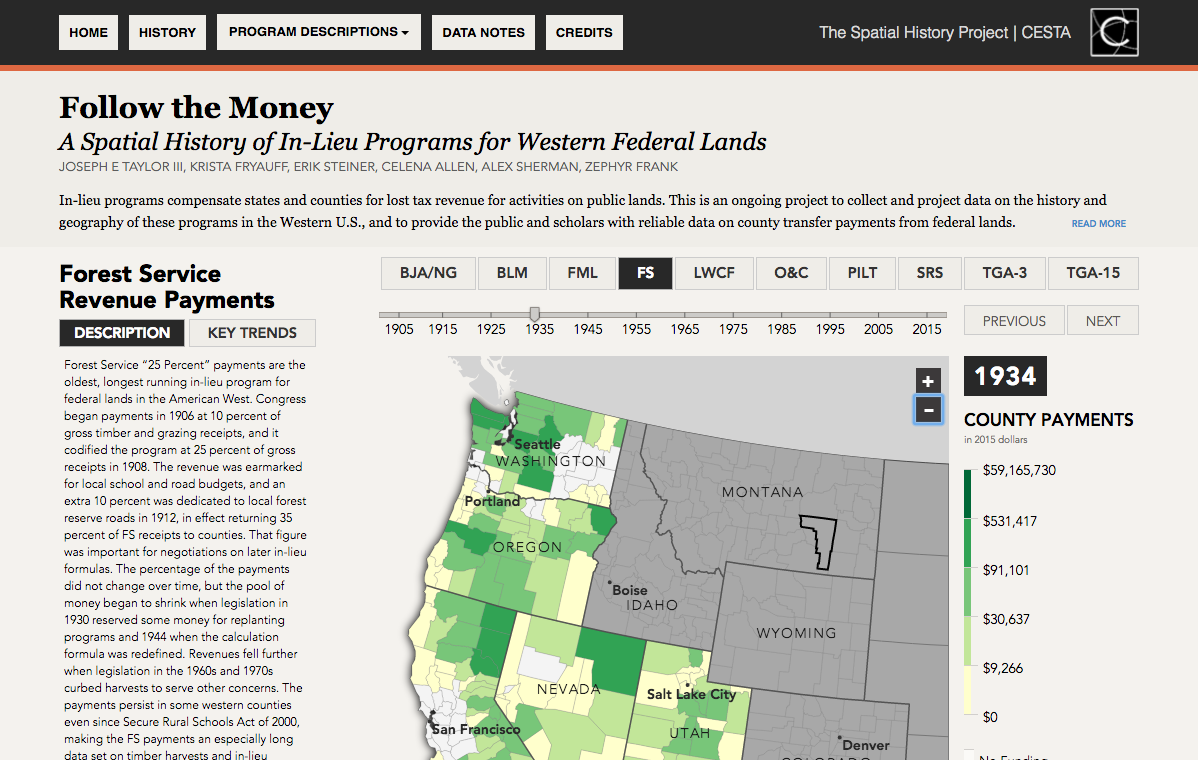 HOME
HISTORY
PROGRAM DESCRIPTIONS
DATA NOTES
CREDITS
The Spatial History Project | CESTA
C
Follow the Money
A Spatial History of In-Lieu Programs for Western Federal Lands
JOSEPH E TAYLOR III, KRISTA FRYAUFF, ERIK STEINER, CELENA ALLEN, ALEX SHERMAN, ZEPHYR FRANK
In-lieu programs compensate states and counties for lost tax revenue for activities on public lands. This is an ongoing project to collect and project data on the history and
geography of these programs in the Western U.S., and to provide the public and scholars with reliable data on county transfer payments from federal lands.
READ MORE
Forest Service
Revenue Payments
DESCRIPTION
KEY TRENDS
Forest Service “25 Percent” payments are the
oldest, longest running in-lieu program for
federal lands in the American West. Congress
began payments in 1906 at 10 percent of
gross timber and grazing receipts, and it
codified the program at 25 percent of gross
receipts in 1908. The revenue was earmarked
for local school and road budgets, and an
extra 10 percent was dedicated to local forest
reserve roads in 1912, in effect returning 35
percent of FS receipts to counties. That figure
was important for negotiations on later in-lieu
formulas. The percentage of the payments
did not change over time, but the pool of
money began to shrink when legislation in
1930 reserved some money for replanting
programs and 1944 when the calculation
formula was redefined. Revenues fell further
when legislation in the 1960s and 1970s
curbed harvests to serve other concerns. The
payments persist in some western counties
even since Secure Rural Schools Act of 2000,
making the FS payments an especially long
data set on timber harvests and in-lieu
BJA/NG
BLM
FML
FS
LWCF
O&C
PILT
SRS
TGA-3
TGA-15
1905 1915 1925 1935 1945 1955 1965 1975 1985 1995 2005 2015
PREVIOUS
NEXT
+
-
Seattle
WASHINGTON
Portland
OREGON
MONTANA
Boise
IDAHO
WYOMING
NEVADA
Salt Lake City
UTAH
San Francisco
Denver
COLORADO
1934
COUNTY PAYMENTS
in 2015 dollars
$59,165,730
$531,417
$91,101
$30,637
$9,266
$0
No Funding